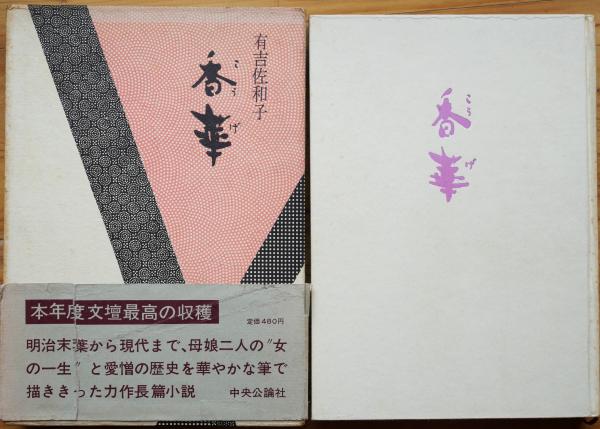 有吉佐和子
香華
こうげ
本年度文壇最高の収穫
定価480円
明治末葉から現代まで、母娘二人の〝女
の一生〟と愛憎の歴史を華やかな筆で
描ききった力作長篇小説
中央公論社
香華
こうげ